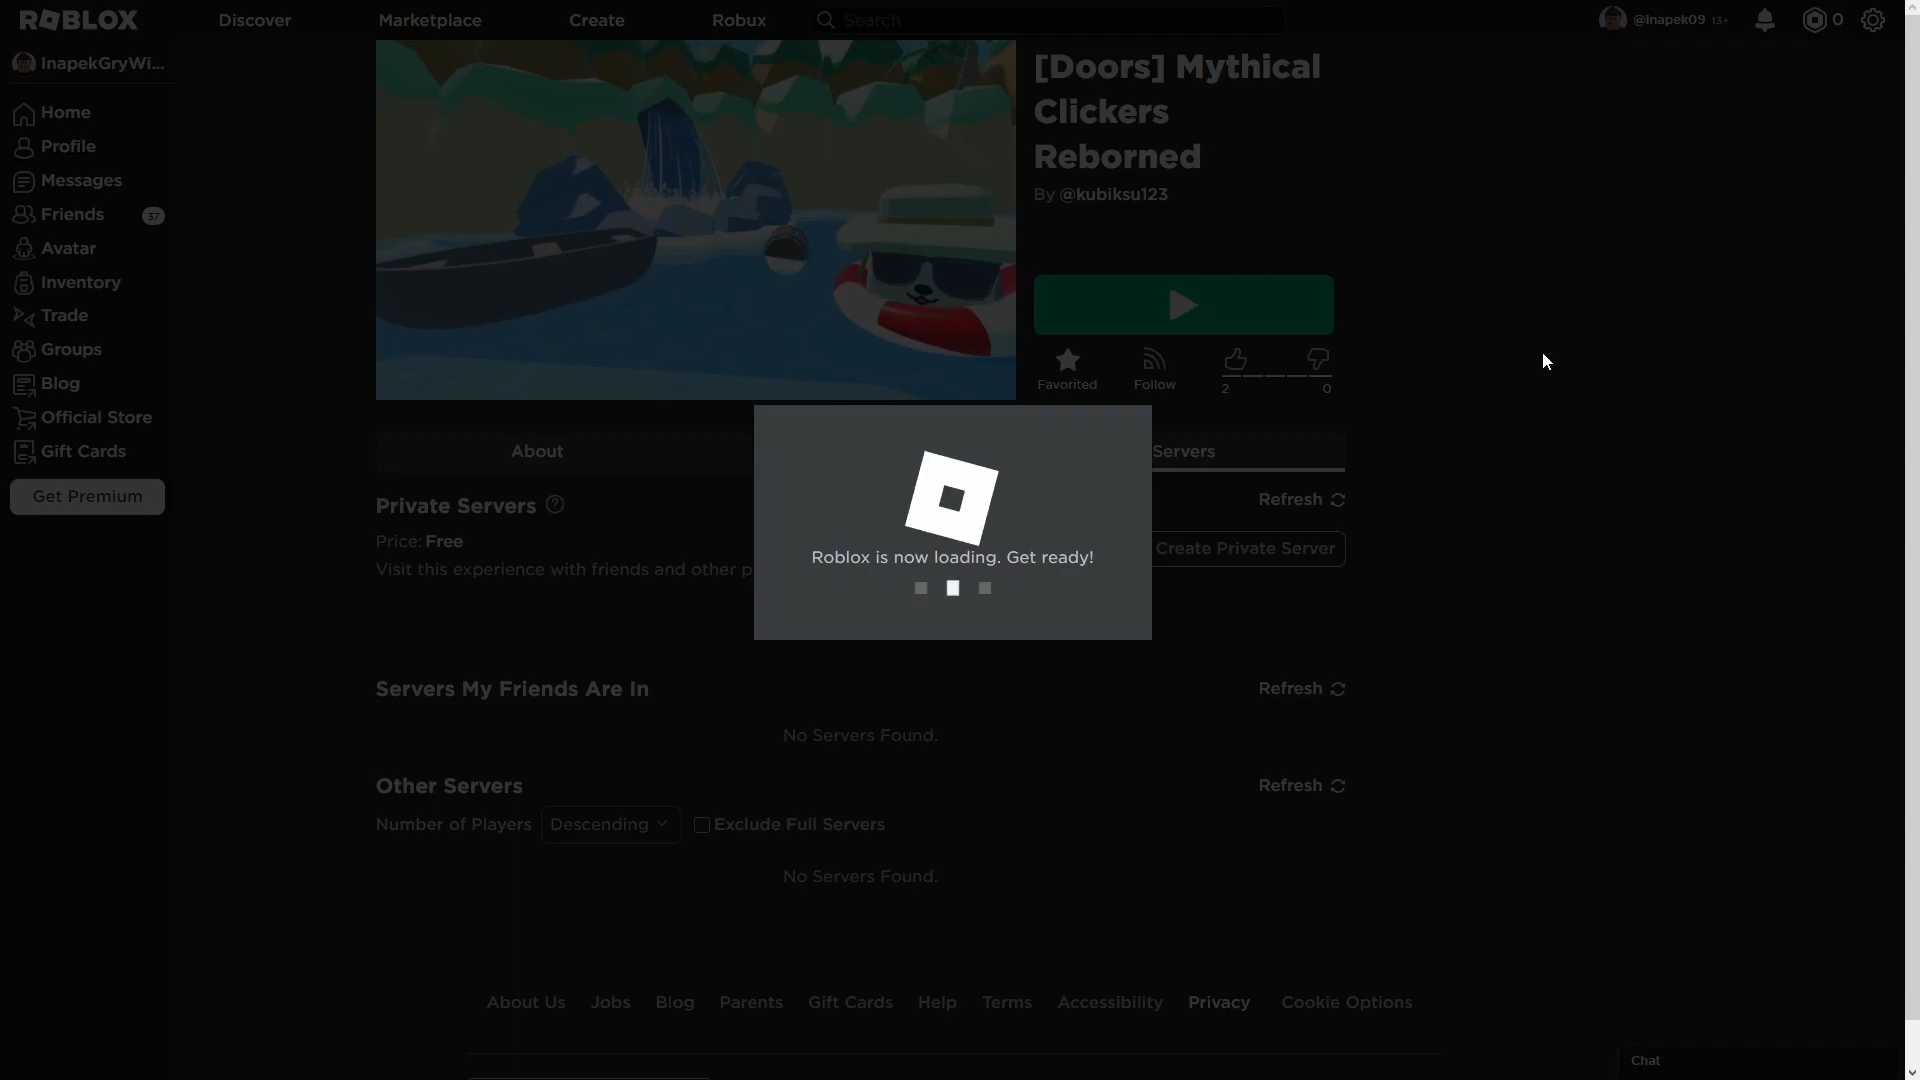 ROBLOX
Discover
Marketplace
Create
Robux
Search
@Inapek09 13+
0
InapekGryWi...
Home
Profile
Messages
Friends
37
Avatar
Inventory
Trade
Groups
Blog
Official Store
Gift Cards
Get Premium
[Doors] Mythical
Clickers
Reborned
By @kubiksu123
Favorited
Follow
2
0
About
Servers
Private Servers
Refresh
Price: Free
Create Private Server
Visit this experience with friends and other p
Roblox is now loading. Get ready!
Servers My Friends Are In
Refresh
No Servers Found.
Other Servers
Refresh
Number of Players
Descending
Exclude Full Servers
No Servers Found.
About Us
Jobs
Blog
Parents
Gift Cards
Help
Terms
Accessibility
Privacy
Cookie Options
Chat